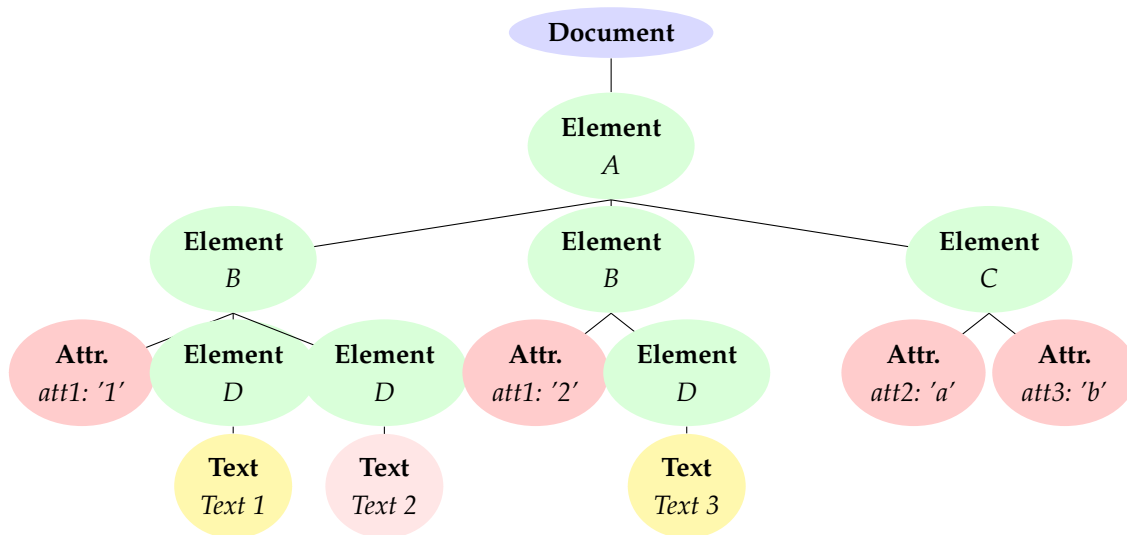 Document
Element
A
Element
B
Element
B
Element
C
Attr.
att1: '1'
Element
D
Element
D
Attr.
att1: '2'
Element
D
Attr.
att2: 'a'
Attr.
att3: 'b'
Text
Text 1
Text
Text 2
Text
Text 3